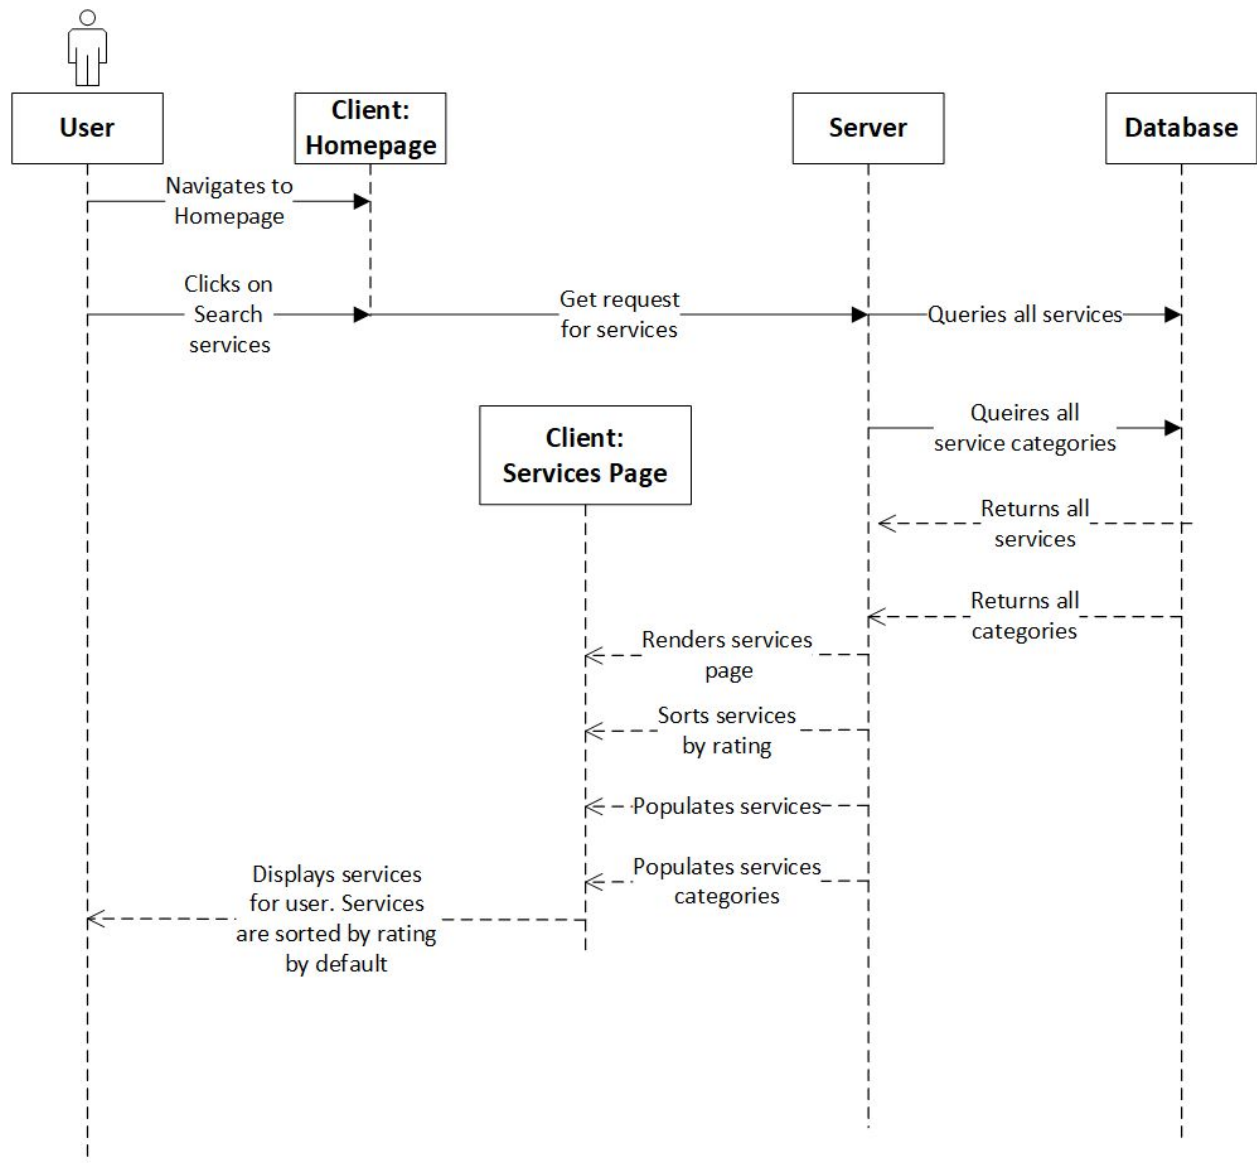 User
Client:
Homepage
Server
Database
Navigates to
Homepage
Clicks on
Search
services
Get request
for services
Queries all services
Queires all
service categories
Client:
Services Page
Returns all
services
Returns all
categories
Renders services
page
Sorts services
by rating
Populates services
Populates services
categories
Displays services
for user. Services
are sorted by rating
by default